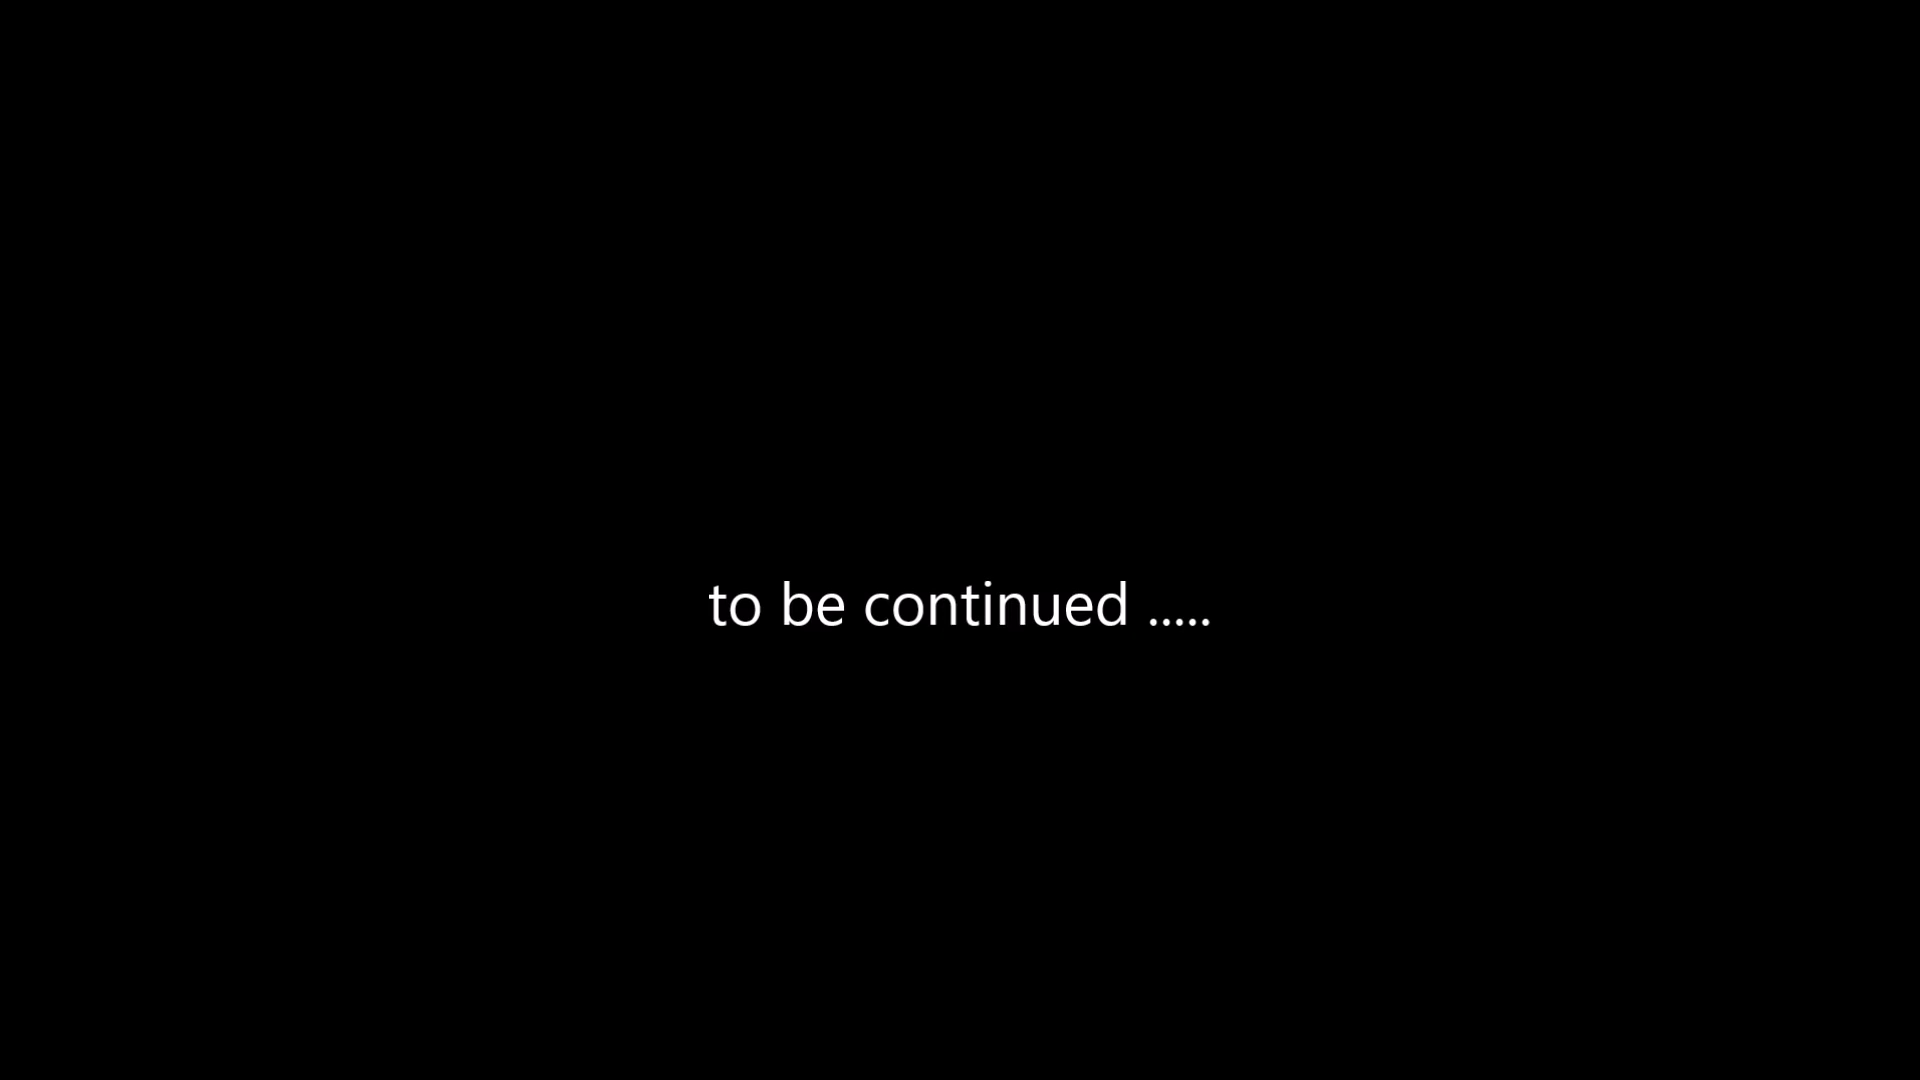 to be continued .....